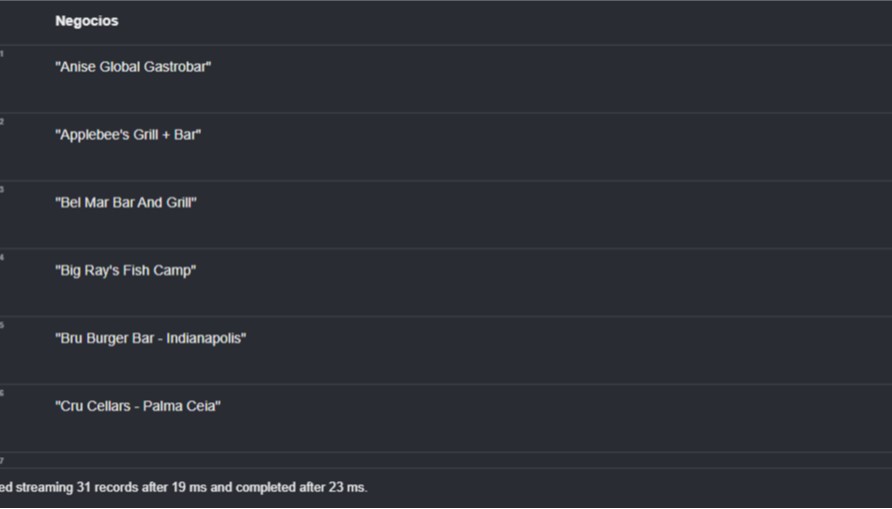 Negocios
1
"Anise Global Gastrobar"
2
"Applebee's Grill + Bar"
3
"Bel Mar Bar And Grill"
4
"Big Ray's Fish Camp"
5
"Bru Burger Bar - Indianapolis"
6
"Cru Cellars - Palma Ceia"
7
ed streaming 31 records after 19 ms and completed after 23 ms.